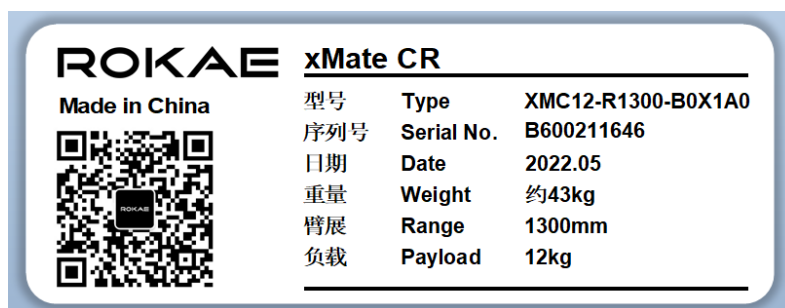 ROKAE
Made in China
ROKAE
xMate CR
型号 Type XMC12-R1300-B0X1A0
序列号 Serial No. B600211646
日期 Date 2022.05
重量 Weight 约43kg
臂展 Range 1300mm
负载 Payload 12kg